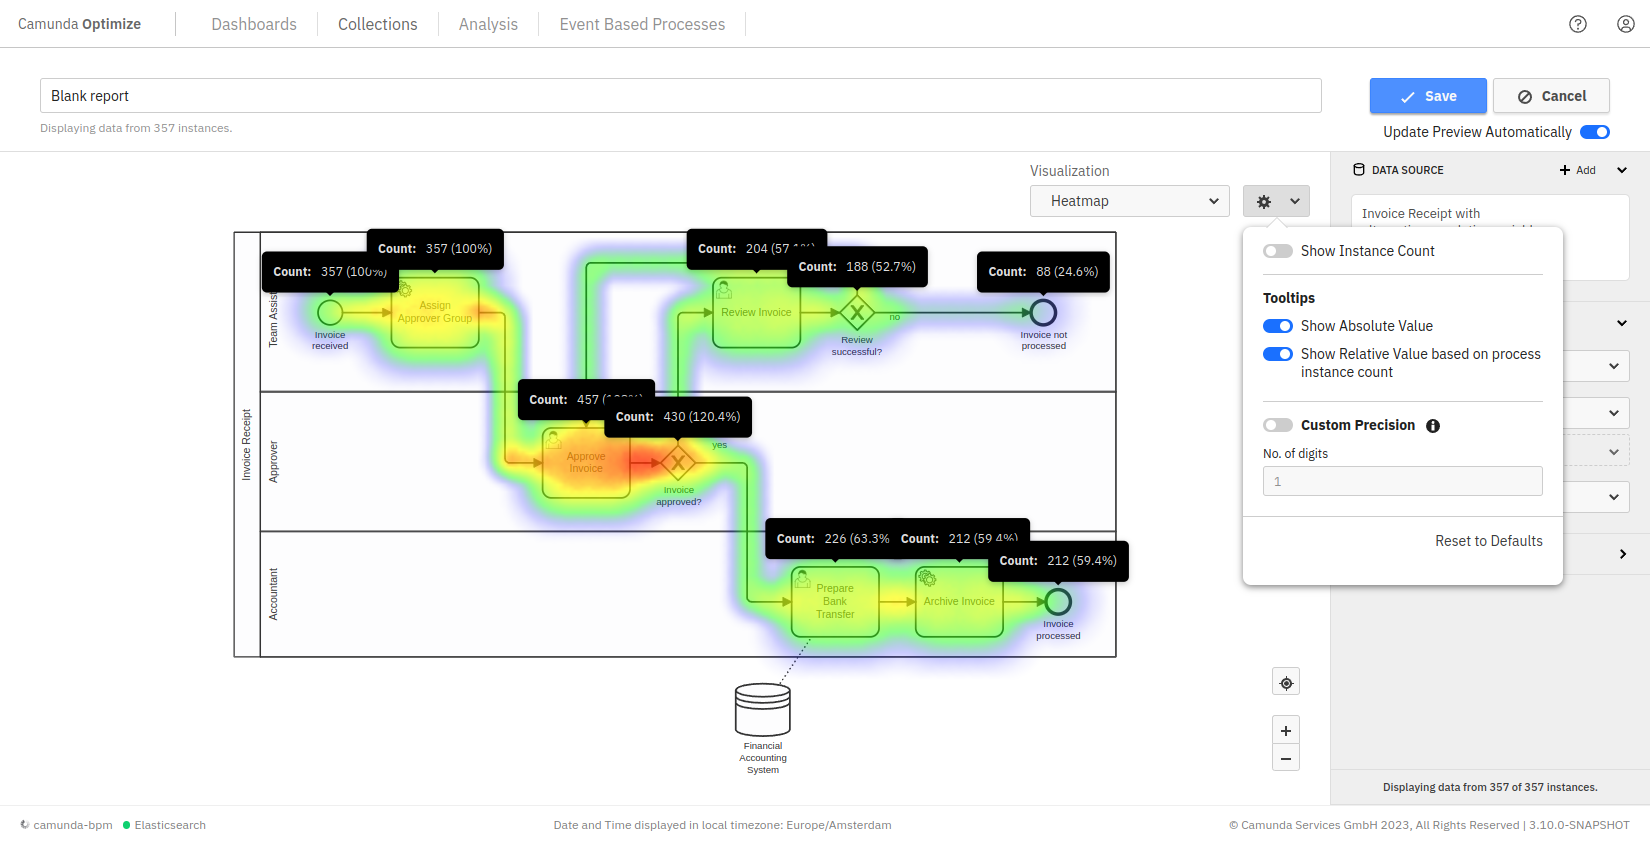 Camunda Optimize
Dashboards
Collections
Analysis
Event Based Processes
Blank report
Save
Cancel
Displaying data from 357 instances.
Update Preview Automatically
Visualization
Heatmap
DATA SOURCE
Add
Invoice Receipt with
Show Instance Count
Tooltips
Show Absolute Value
Show Relative Value based on process
instance count
Custom Precision
No. of digits
1
Reset to Defaults
Invoice Receipt
Team Assist
Approver
Accountant
Count: 357 (100%)
Count: 357 (100%)
Count: 204 (57.1%)
Count: 188 (52.7%)
Count: 88 (24.6%)
Invoice
received
Assign
Approver Group
Review Invoice
Review
successful?
no
Invoice not
processed
Count: 457
Count: 430 (120.4%)
Approve
Invoice
Invoice
approved?
yes
Count: 226 (63.3%
Count: 212 (59.4%)
Count: 212 (59.4%)
Prepare
Bank
Transfer
Archive Invoice
Invoice
processed
Financial
Accounting
System
Displaying data from 357 of 357 instances.
camunda-bpm
Elasticsearch
Date and Time displayed in local timezone: Europe/Amsterdam
© Camunda Services GmbH 2023, All Rights Reserved | 3.10.0-SNAPSHOT